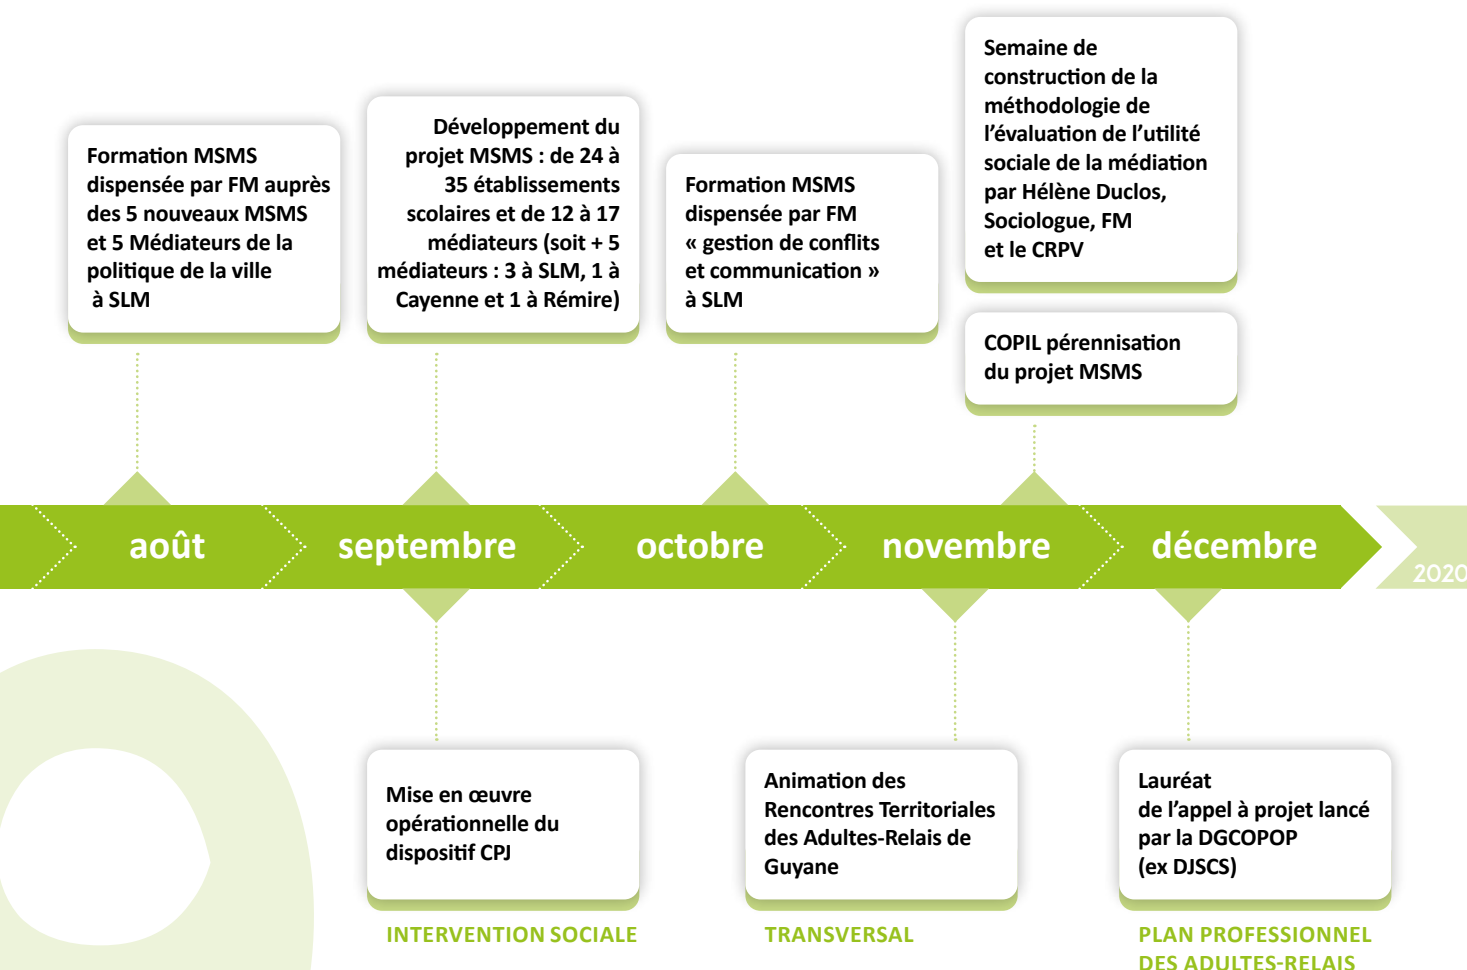 Formation MSMS
dispensée par FM auprès
des 5 nouveaux MSMS
et 5 Médiateurs de la
politique de la ville
à SLM
Développement du
projet MSMS : de 24 à
35 établissements
scolaires et de 12 à 17
médiateurs (soit + 5
médiateurs : 3 à SLM, 1 à
Cayenne et 1 à Rémire)
Formation MSMS
dispensée par FM
« gestion de conflits
et communication »
à SLM
Semaine de
construction de la
méthodologie de
l’évaluation de l’utilité
sociale de la médiation
par Hélène Duclos,
Sociologue, FM
et le CRPV
COPIL pérennisation
du projet MSMS
août
septembre
octobre
novembre
décembre
2020
Mise en œuvre
opérationnelle du
dispositif CPJ
INTERVENTION SOCIALE
Animation des
Rencontres Territoriales
des Adultes-Relais de
Guyane
TRANSVERSAL
Lauréat
de l’appel à projet lancé
par la DGCOPOP
(ex DJSCS)
PLAN PROFESSIONNEL
DES ADULTES-RELAIS